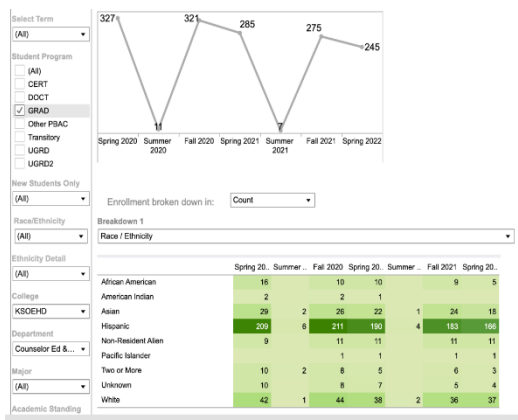 Select Term
(All)
Student Program
(All)
CERT
DOCT
GRAD
Other PBAC
Transitory
UGRD
UGRD2
New Students Only
(All)
Race/Ethnicity
(All)
Ethnicity Detail
(All)
College
KSOEHD
Department
Counselor Ed &...
Major
(All)
Academic Standing
327 11 321 285 7 275 245
Spring 2020 Summer 2020 Fall 2020 Spring 2021 Summer 2021 Fall 2021 Spring 2022
Enrollment broken down in: Count
Breakdown 1
Race / Ethnicity
Spring 20.. Summer .. Fall 2020 Spring 20.. Summer .. Fall 2021 Spring 20..
African American 16 10 10 9 5
American Indian 2 2 1
Asian 29 2 26 22 1 24 18
Hispanic 209 6 211 190 4 183 166
Non-Resident Alien 9 11 11 11 11
Pacific Islander 1 1 1 1
Two or More 10 2 8 5 6 3
Unknown 10 8 7 5 4
White 42 1 44 38 2 36 37